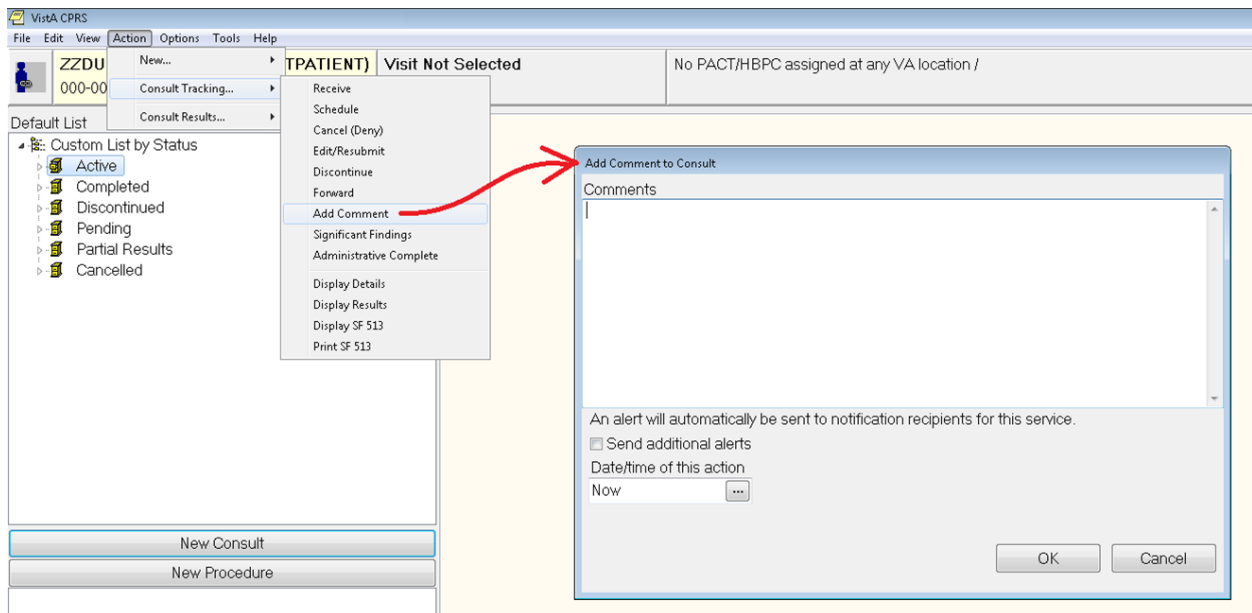 VistA CPRS
File Edit View Action Options Tools Help
ZZDU
000-00
TPATIENT)
Visit Not Selected
No PACT/HBPC assigned at any VA location /
New...
Consult Tracking...
Consult Results...
Receive
Schedule
Cancel (Deny)
Edit/Resubmit
Discontinue
Forward
Add Comment
Significant Findings
Administrative Complete
Display Details
Display Results
Display SF 513
Print SF 513
Default List
Custom List by Status
Active
Completed
Discontinued
Pending
Partial Results
Cancelled
New Consult
New Procedure
Add Comment to Consult
Comments
An alert will automatically be sent to notification recipients for this service.
Send additional alerts
Date/time of this action
Now
...
OK
Cancel